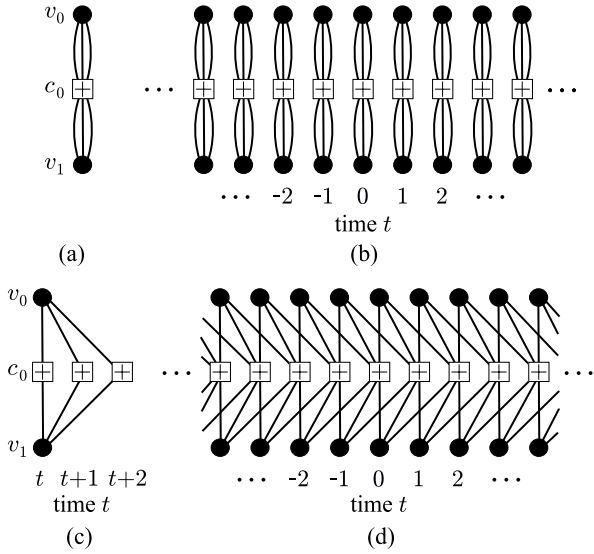 v₀
c₀ ... ...
v₁
... -2 -1 0 1 2 ...
time t
(a) (b)
v₀
c₀ ... ...
v₁
t t+1 t+2 ... -2 -1 0 1 2 ...
time t time t
(c) (d)